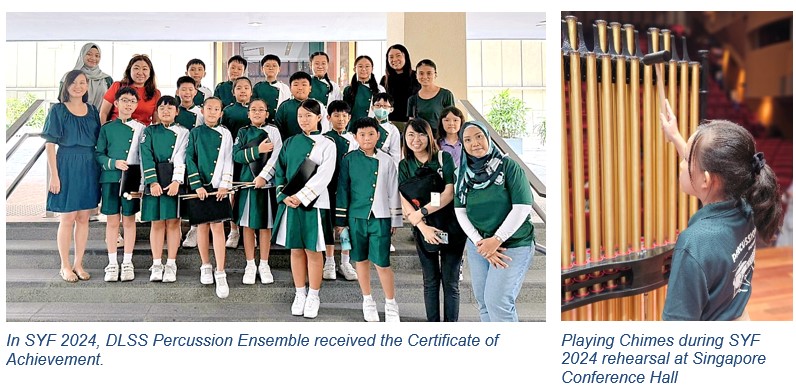 In SYF 2024, DLSS Percussion Ensemble received the Certificate of
Achievement.
Playing Chimes during SYF
2024 rehearsal at Singapore
Conference Hall
PERCUSSION